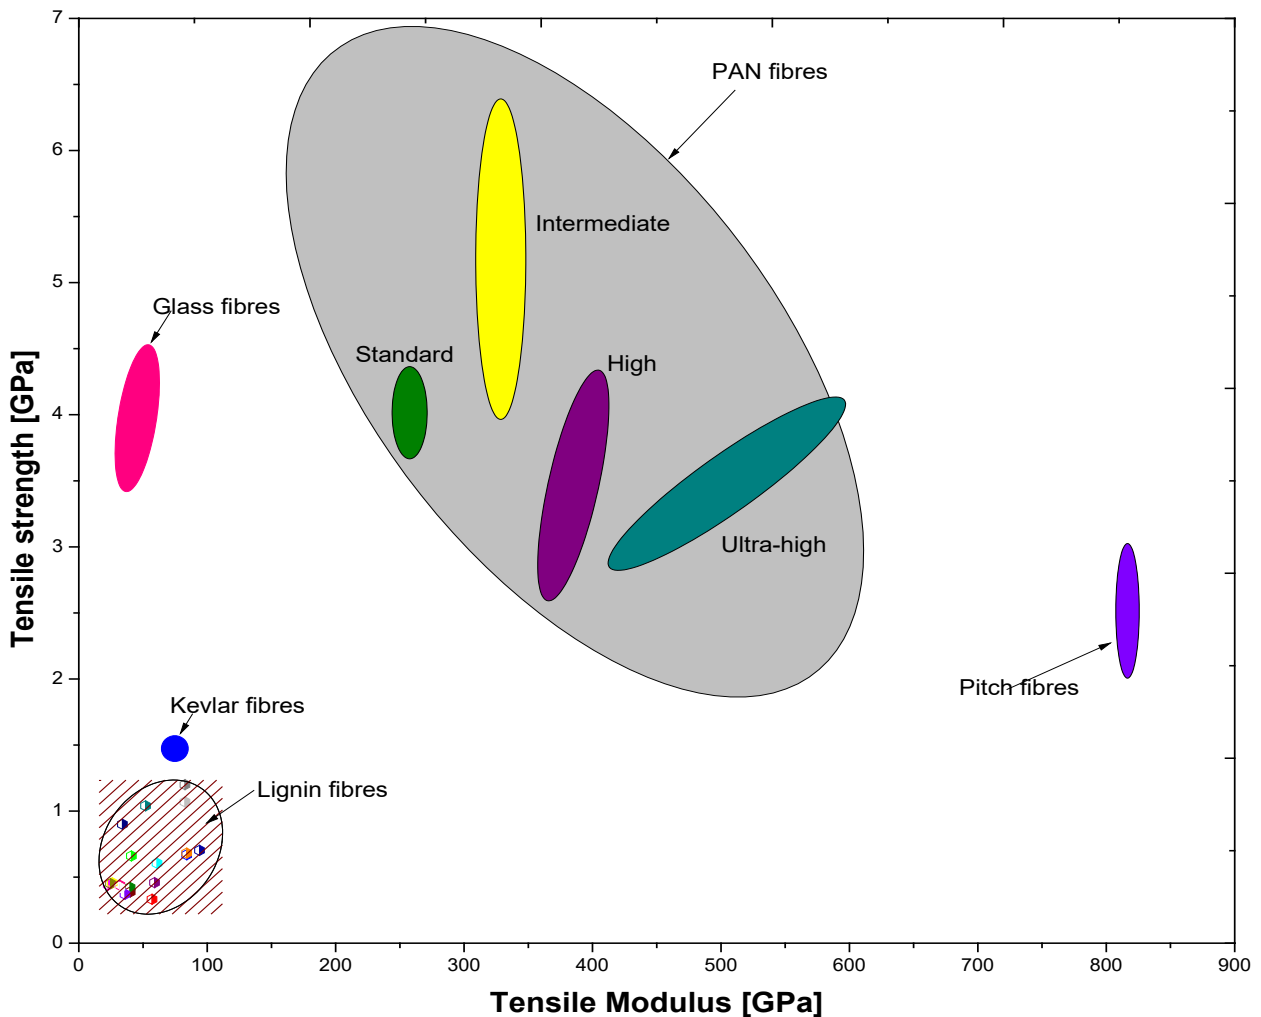 7
PAN fibres
6
Intermediate
5
Glass fibres
Standard
High
4
Tensile strength [GPa]
3
Ultra-high
2
Pitch fibres
Kevlar fibres
1
Lignin fibres
0
0 100 200 300 400 500 600 700 800 900
Tensile Modulus [GPa]